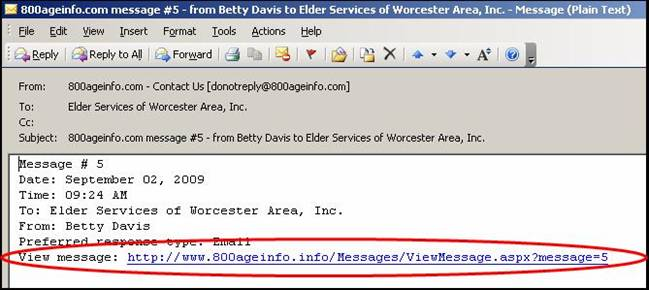 800ageinfo.com message #5 - from Betty Davis to Elder Services of Worcester Area, Inc. - Message (Plain Text)
File Edit View Insert Format Tools Actions Help
Reply Reply to All Forward
From: 800ageinfo.com - Contact Us [donotreply@800ageinfo.com]
To: Elder Services of Worcester Area, Inc.
Cc:
Subject: 800ageinfo.com message #5 - from Betty Davis to Elder Services of Worcester Area, Inc.
Message # 5
Date: September 02, 2009
Time: 09:24 AM
To: Elder Services of Worcester Area, Inc.
From: Betty Davis
Preferred response type: Email
View message: http://www.800ageinfo.info/Messages/ViewMessage.aspx?message=5